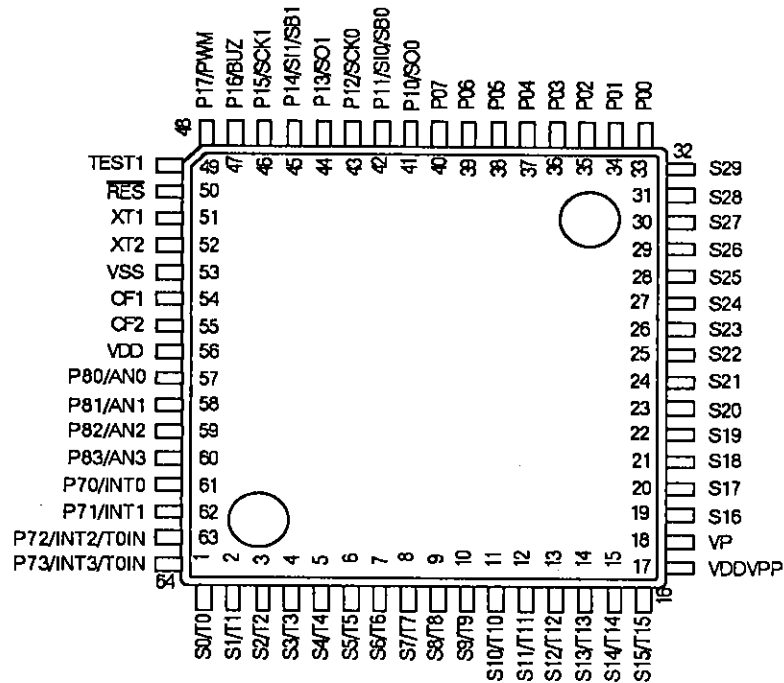 P17/PWM
P16/BUZ
P15/SCK1
P14/SI1/SB1
P13/SO1
P12/SCK0
P11/SI0/SB0
P10/SO0
P07
P06
P05
P04
P03
P02
P01
P00
48
47 46 45 44 43 42 41 40 39 38 37 36 35 34 33
32
TEST1
S29
RES 50 31 S28
XT1 51 30 S27
XT2 52 29 S26
VSS 53 28 S25
CF1 54 27 S24
CF2 55 26 S23
VDD 56 25 S22
P80/AN0 57 24 S21
P81/AN1 58 23 S20
P82/AN2 59 22 S19
P83/AN3 60 21 S18
P70/INT0 61 20 S17
P71/INT1 62 19 S16
P72/INT2/T0IN 63 18 VP
P73/INT3/T0IN 17 VDDVPP
64
1 2 3 4 5 6 7 8 9 10 11 12 13 14 15
16
S0/T0
S1/T1
S2/T2
S3/T3
S4/T4
S5/T5
S6/T6
S7/T7
S8/T8
S9/T9
S10/T10
S11/T11
S12/T12
S13/T13
S14/T14
S15/T15